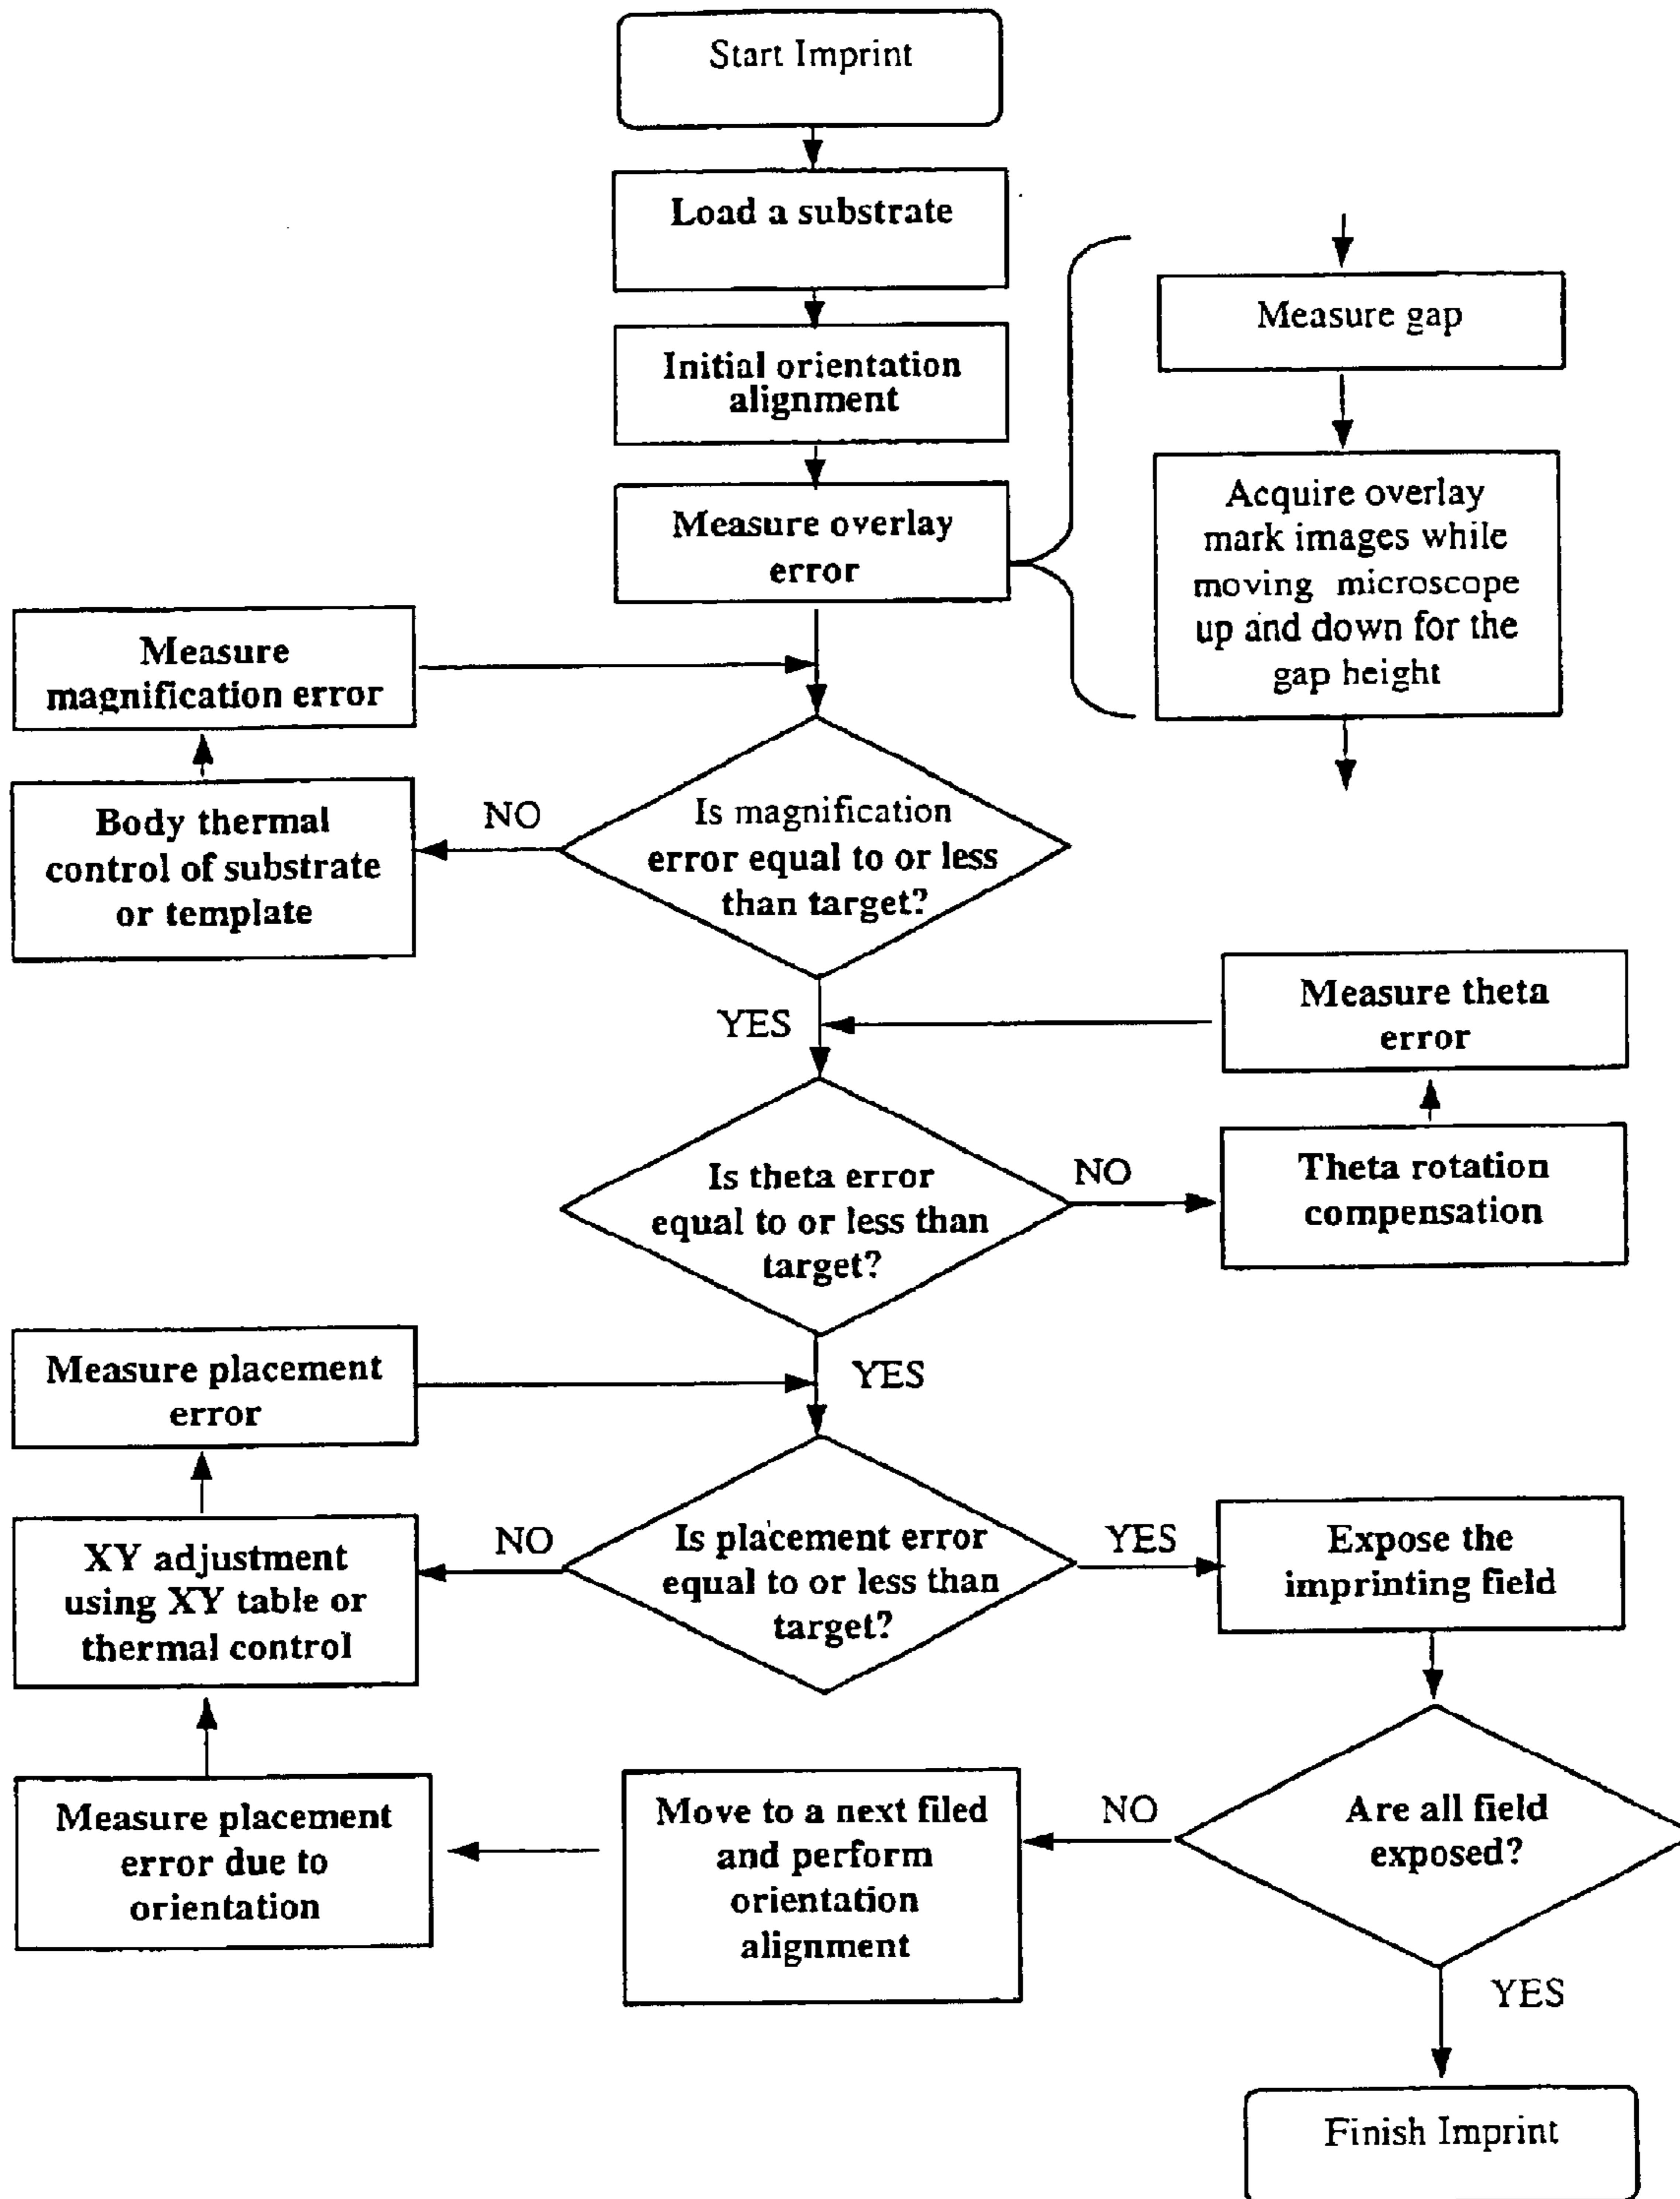 Start Imprint
Load a substrate
Initial orientation
alignment
Measure overlay
error
Measure gap
Acquire overlay
mark images while
moving microscope
up and down for the
gap height
Measure
magnification error
Body thermal
control of substrate
or template
NO
Is magnification
error equal to or less
than target?
YES
Measure theta
error
Is theta error
equal to or less than
target?
NO
Theta rotation
compensation
YES
Measure placement
error
XY adjustment
using XY table or
thermal control
NO
Is placement error
equal to or less than
target?
YES
Expose the
imprinting field
Measure placement
error due to
orientation
Move to a next filed
and perform
orientation
alignment
NO
Are all field
exposed?
YES
Finish Imprint